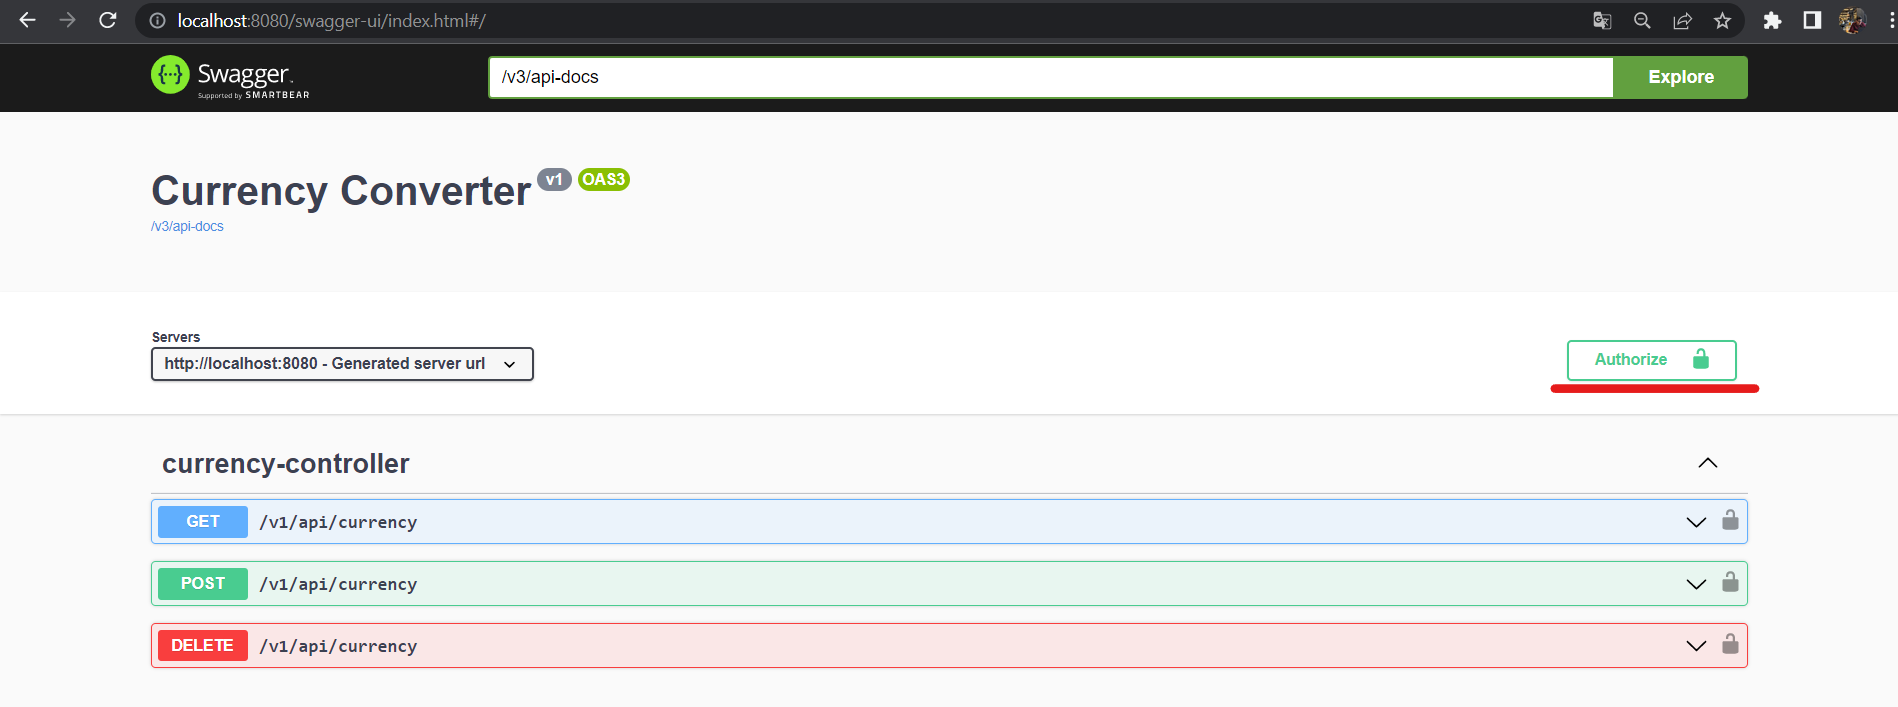 localhost:8080/swagger-ui/index.html#/
Swagger
Supported by SMARTBEAR
/v3/api-docs
Explore
Currency Converter v1 OAS3
/v3/api-docs
Servers
http://localhost:8080 - Generated server url
Authorize
currency-controller
GET /v1/api/currency
POST /v1/api/currency
DELETE /v1/api/currency